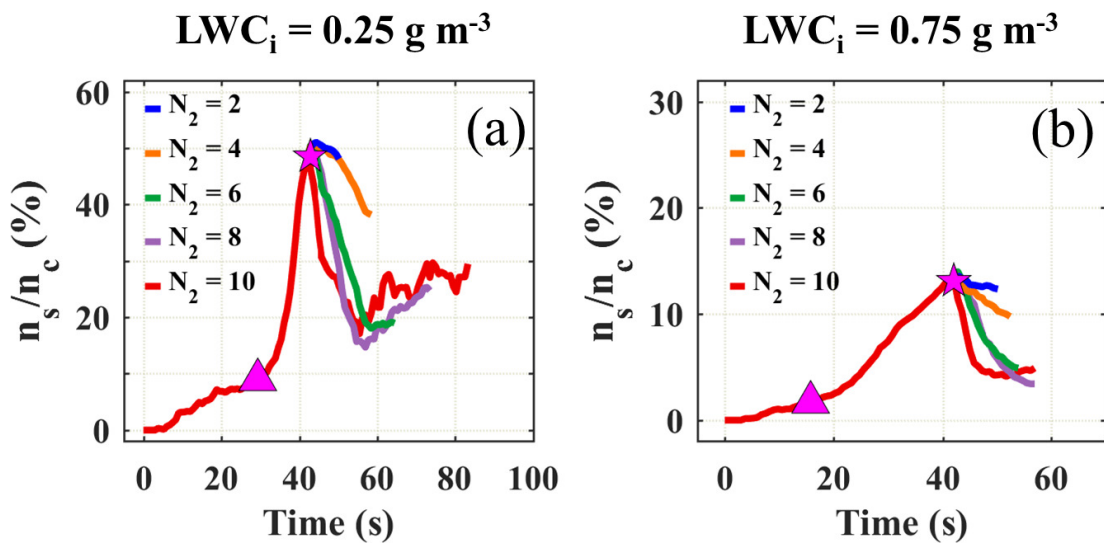 LWCi = 0.25 g m-3
LWCi = 0.75 g m-3
(a)
N2 = 2
N2 = 4
N2 = 6
N2 = 8
N2 = 10
60
40
20
0
ns/nc (%)
0 20 40 60 80 100
Time (s)
(b)
N2 = 2
N2 = 4
N2 = 6
N2 = 8
N2 = 10
30
20
10
0
ns/nc (%)
0 20 40 60
Time (s)